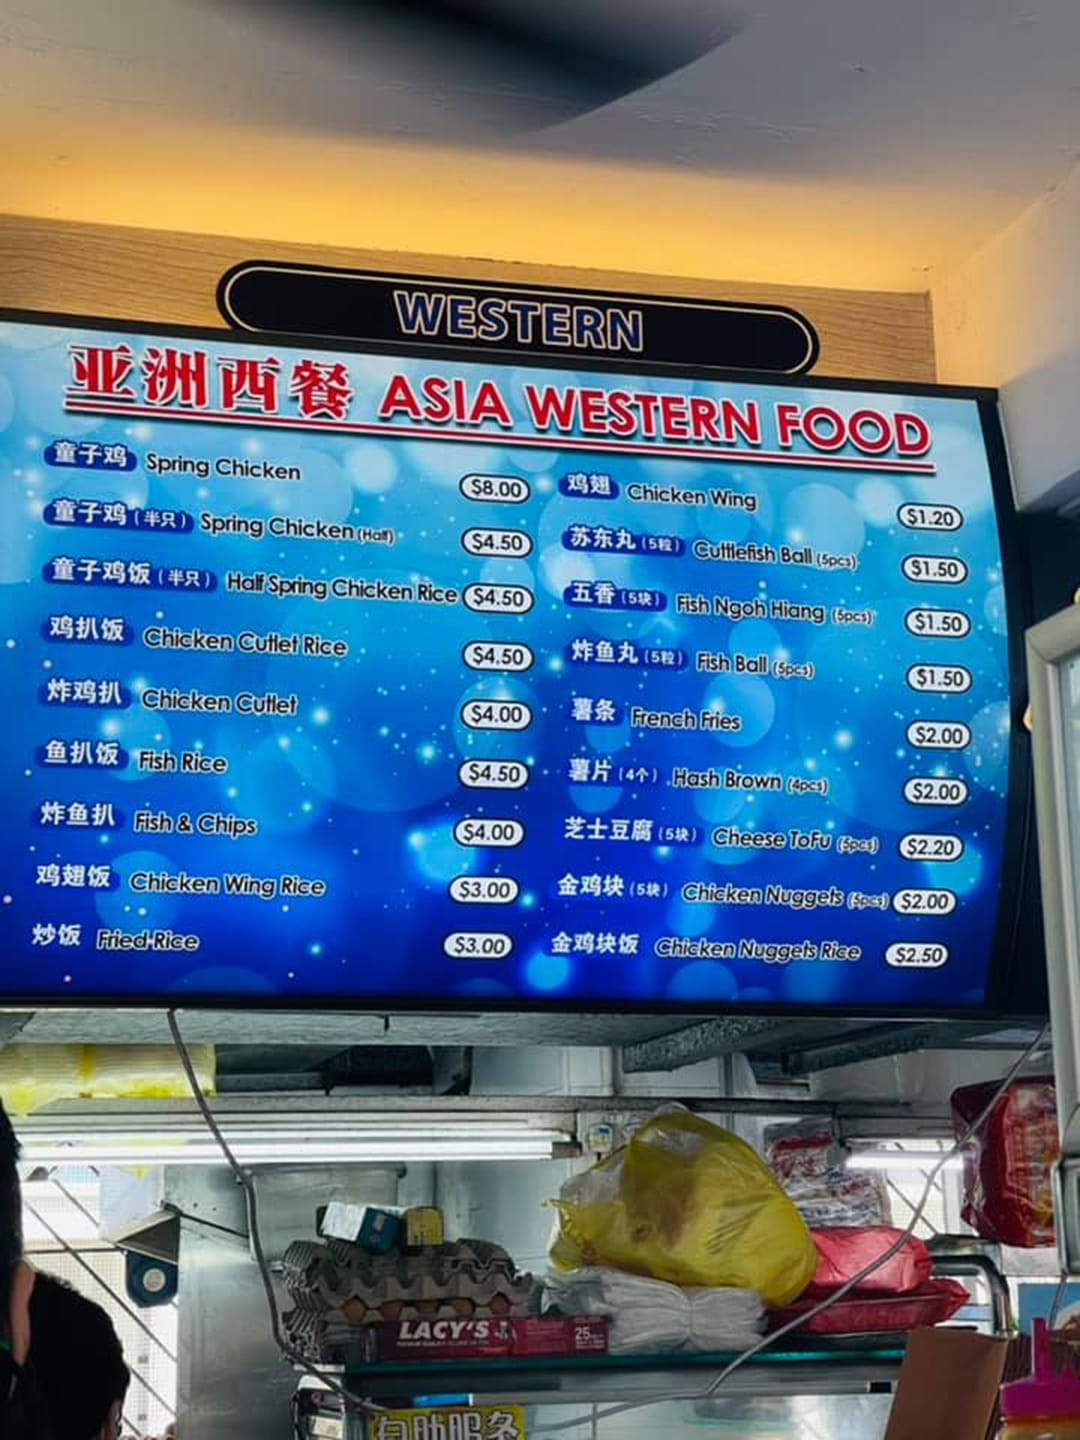 WESTERN
亚洲西餐 ASIA WESTERN FOOD
童子鸡 Spring Chicken $8.00
童子鸡(半只) Spring Chicken (Half) $4.50
童子鸡饭(半只) Half Spring Chicken Rice $4.50
鸡扒饭 Chicken Cutlet Rice $4.50
炸鸡扒 Chicken Cutlet $4.00
鱼扒饭 Fish Rice $4.50
炸鱼扒 Fish & Chips $4.00
鸡翅饭 Chicken Wing Rice $3.00
炒饭 Fried Rice $3.00
鸡翅 Chicken Wing $1.20
苏东丸(5粒) Cuttlefish Ball (5pcs) $1.50
五香(5块) Fish Ngoh Hiang (5pcs) $1.50
炸鱼丸(5粒) Fish Ball (5pcs) $1.50
薯条 French Fries $2.00
薯片(4个) Hash Brown (4pcs) $2.00
芝士豆腐(5块) Cheese ToFu (5pcs) $2.20
金鸡块(5块) Chicken Nuggets (5pcs) $2.00
金鸡块饭 Chicken Nuggets Rice $2.50
LACY'S
25
自助服务